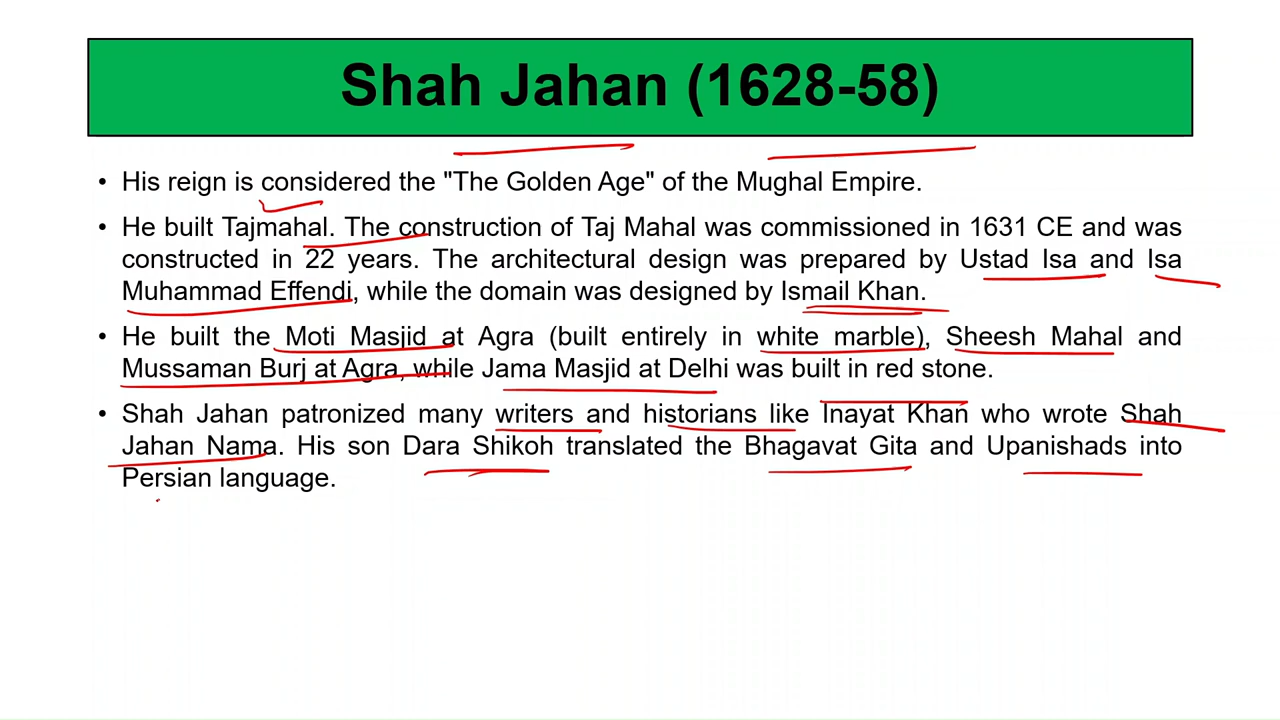 Shah Jahan (1628-58)
• His reign is considered the "The Golden Age" of the Mughal Empire.
• He built Tajmahal. The construction of Taj Mahal was commissioned in 1631 CE and was
constructed in 22 years. The architectural design was prepared by Ustad Isa and Isa
Muhammad Effendi, while the domain was designed by Ismail Khan.
• He built the Moti Masjid at Agra (built entirely in white marble), Sheesh Mahal and
Mussaman Burj at Agra, while Jama Masjid at Delhi was built in red stone.
• Shah Jahan patronized many writers and historians like Inayat Khan who wrote Shah
Jahan Nama. His son Dara Shikoh translated the Bhagavat Gita and Upanishads into
Persian language.